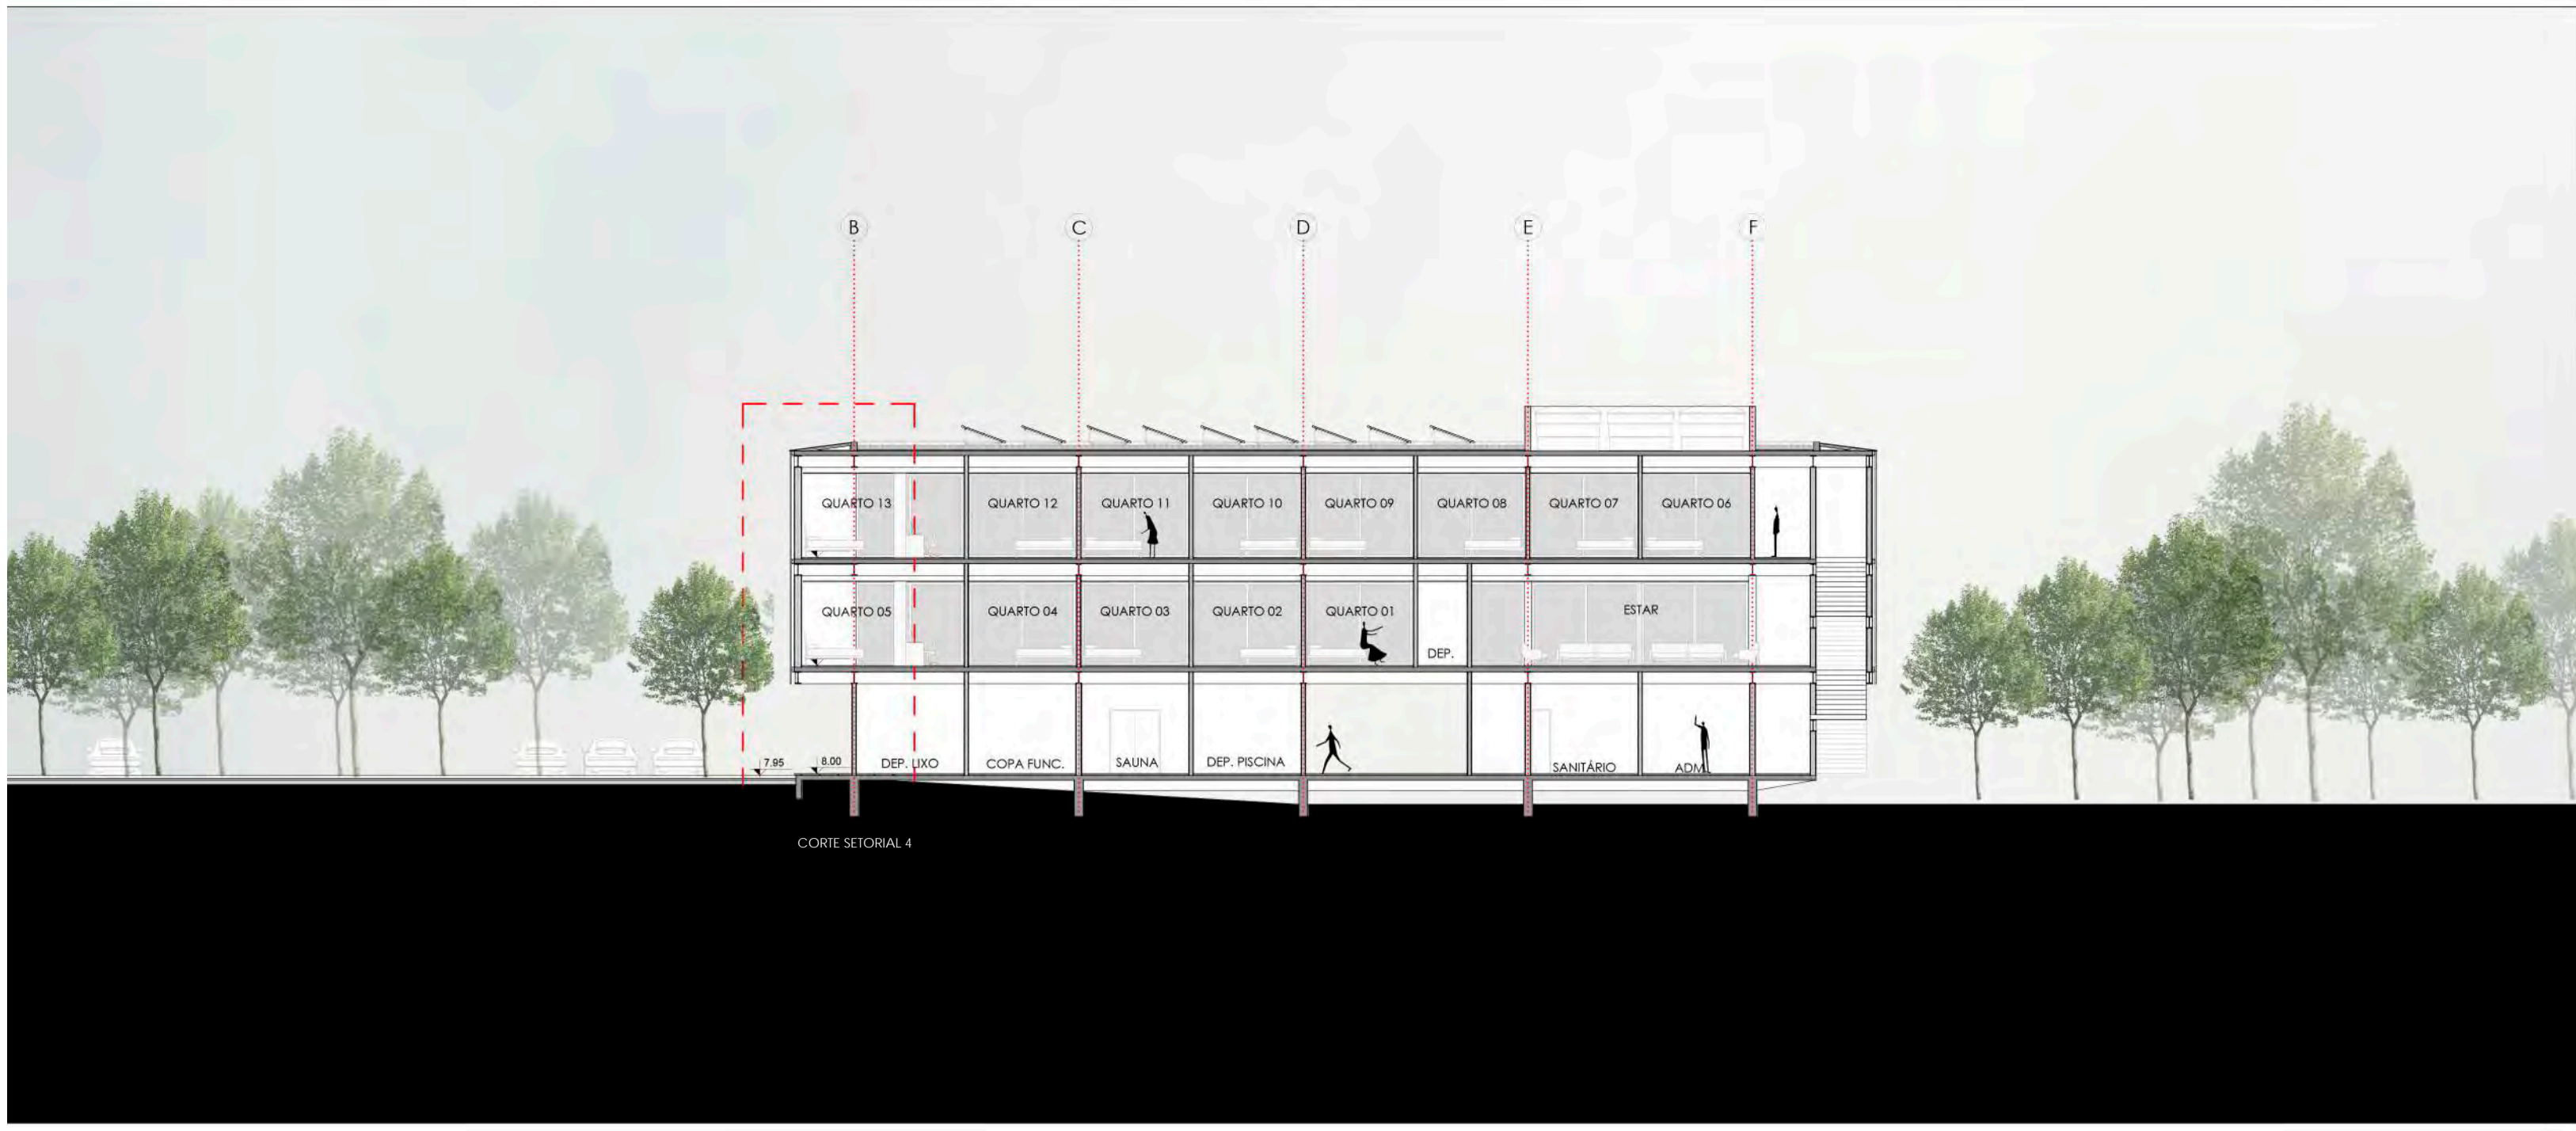 B
C
D
E
F
QUARTO 13
QUARTO 12
QUARTO 11
QUARTO 10
QUARTO 09
QUARTO 08
QUARTO 07
QUARTO 06
QUARTO 05
QUARTO 04
QUARTO 03
QUARTO 02
QUARTO 01
DEP.
ESTAR
7.95
8.00
DEP. LIXO
COPA FUNC.
SAUNA
DEP. PISCINA
SANITÁRIO
ADM.
CORTE SETORIAL 4